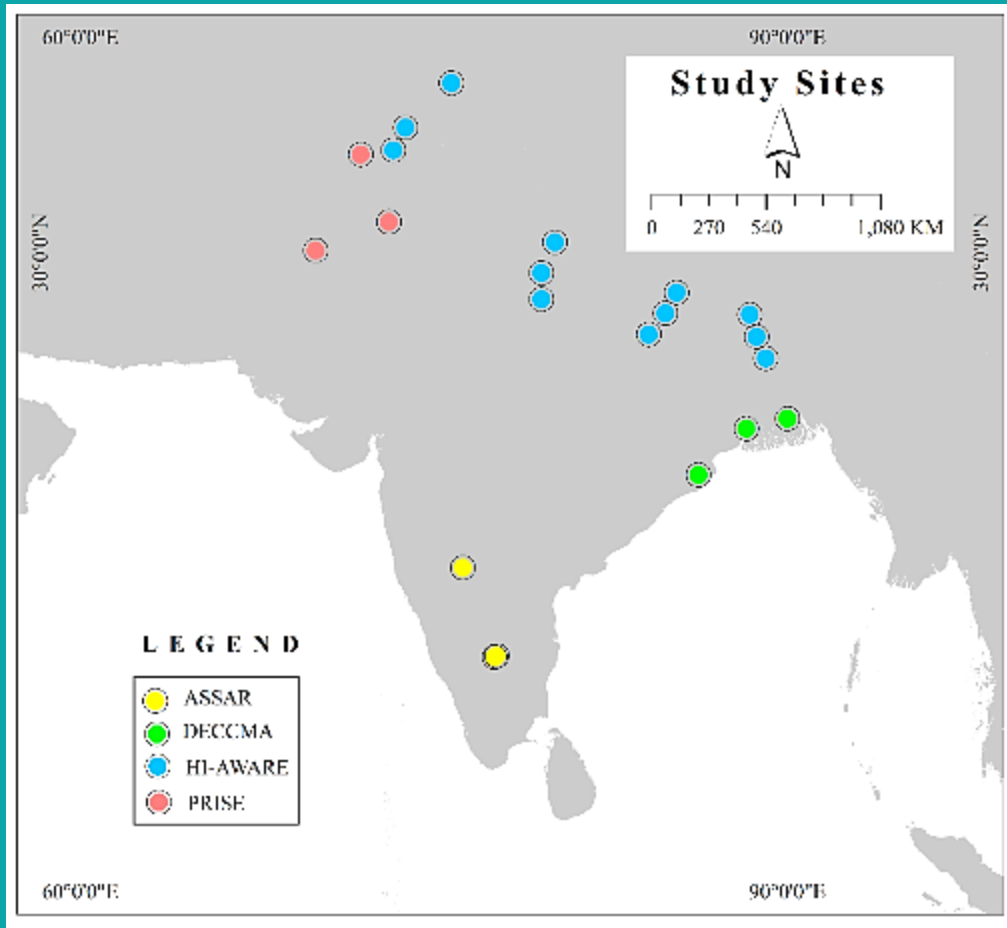 60°0'0"E
90°0'0"E
Study Sites
N
0 270 540 1,080 KM
30°0'0"N
30°0'0"N
L E G E N D
ASSAR
DECCMA
HI-AWARE
PRISE
60°0'0"E
90°0'0"E